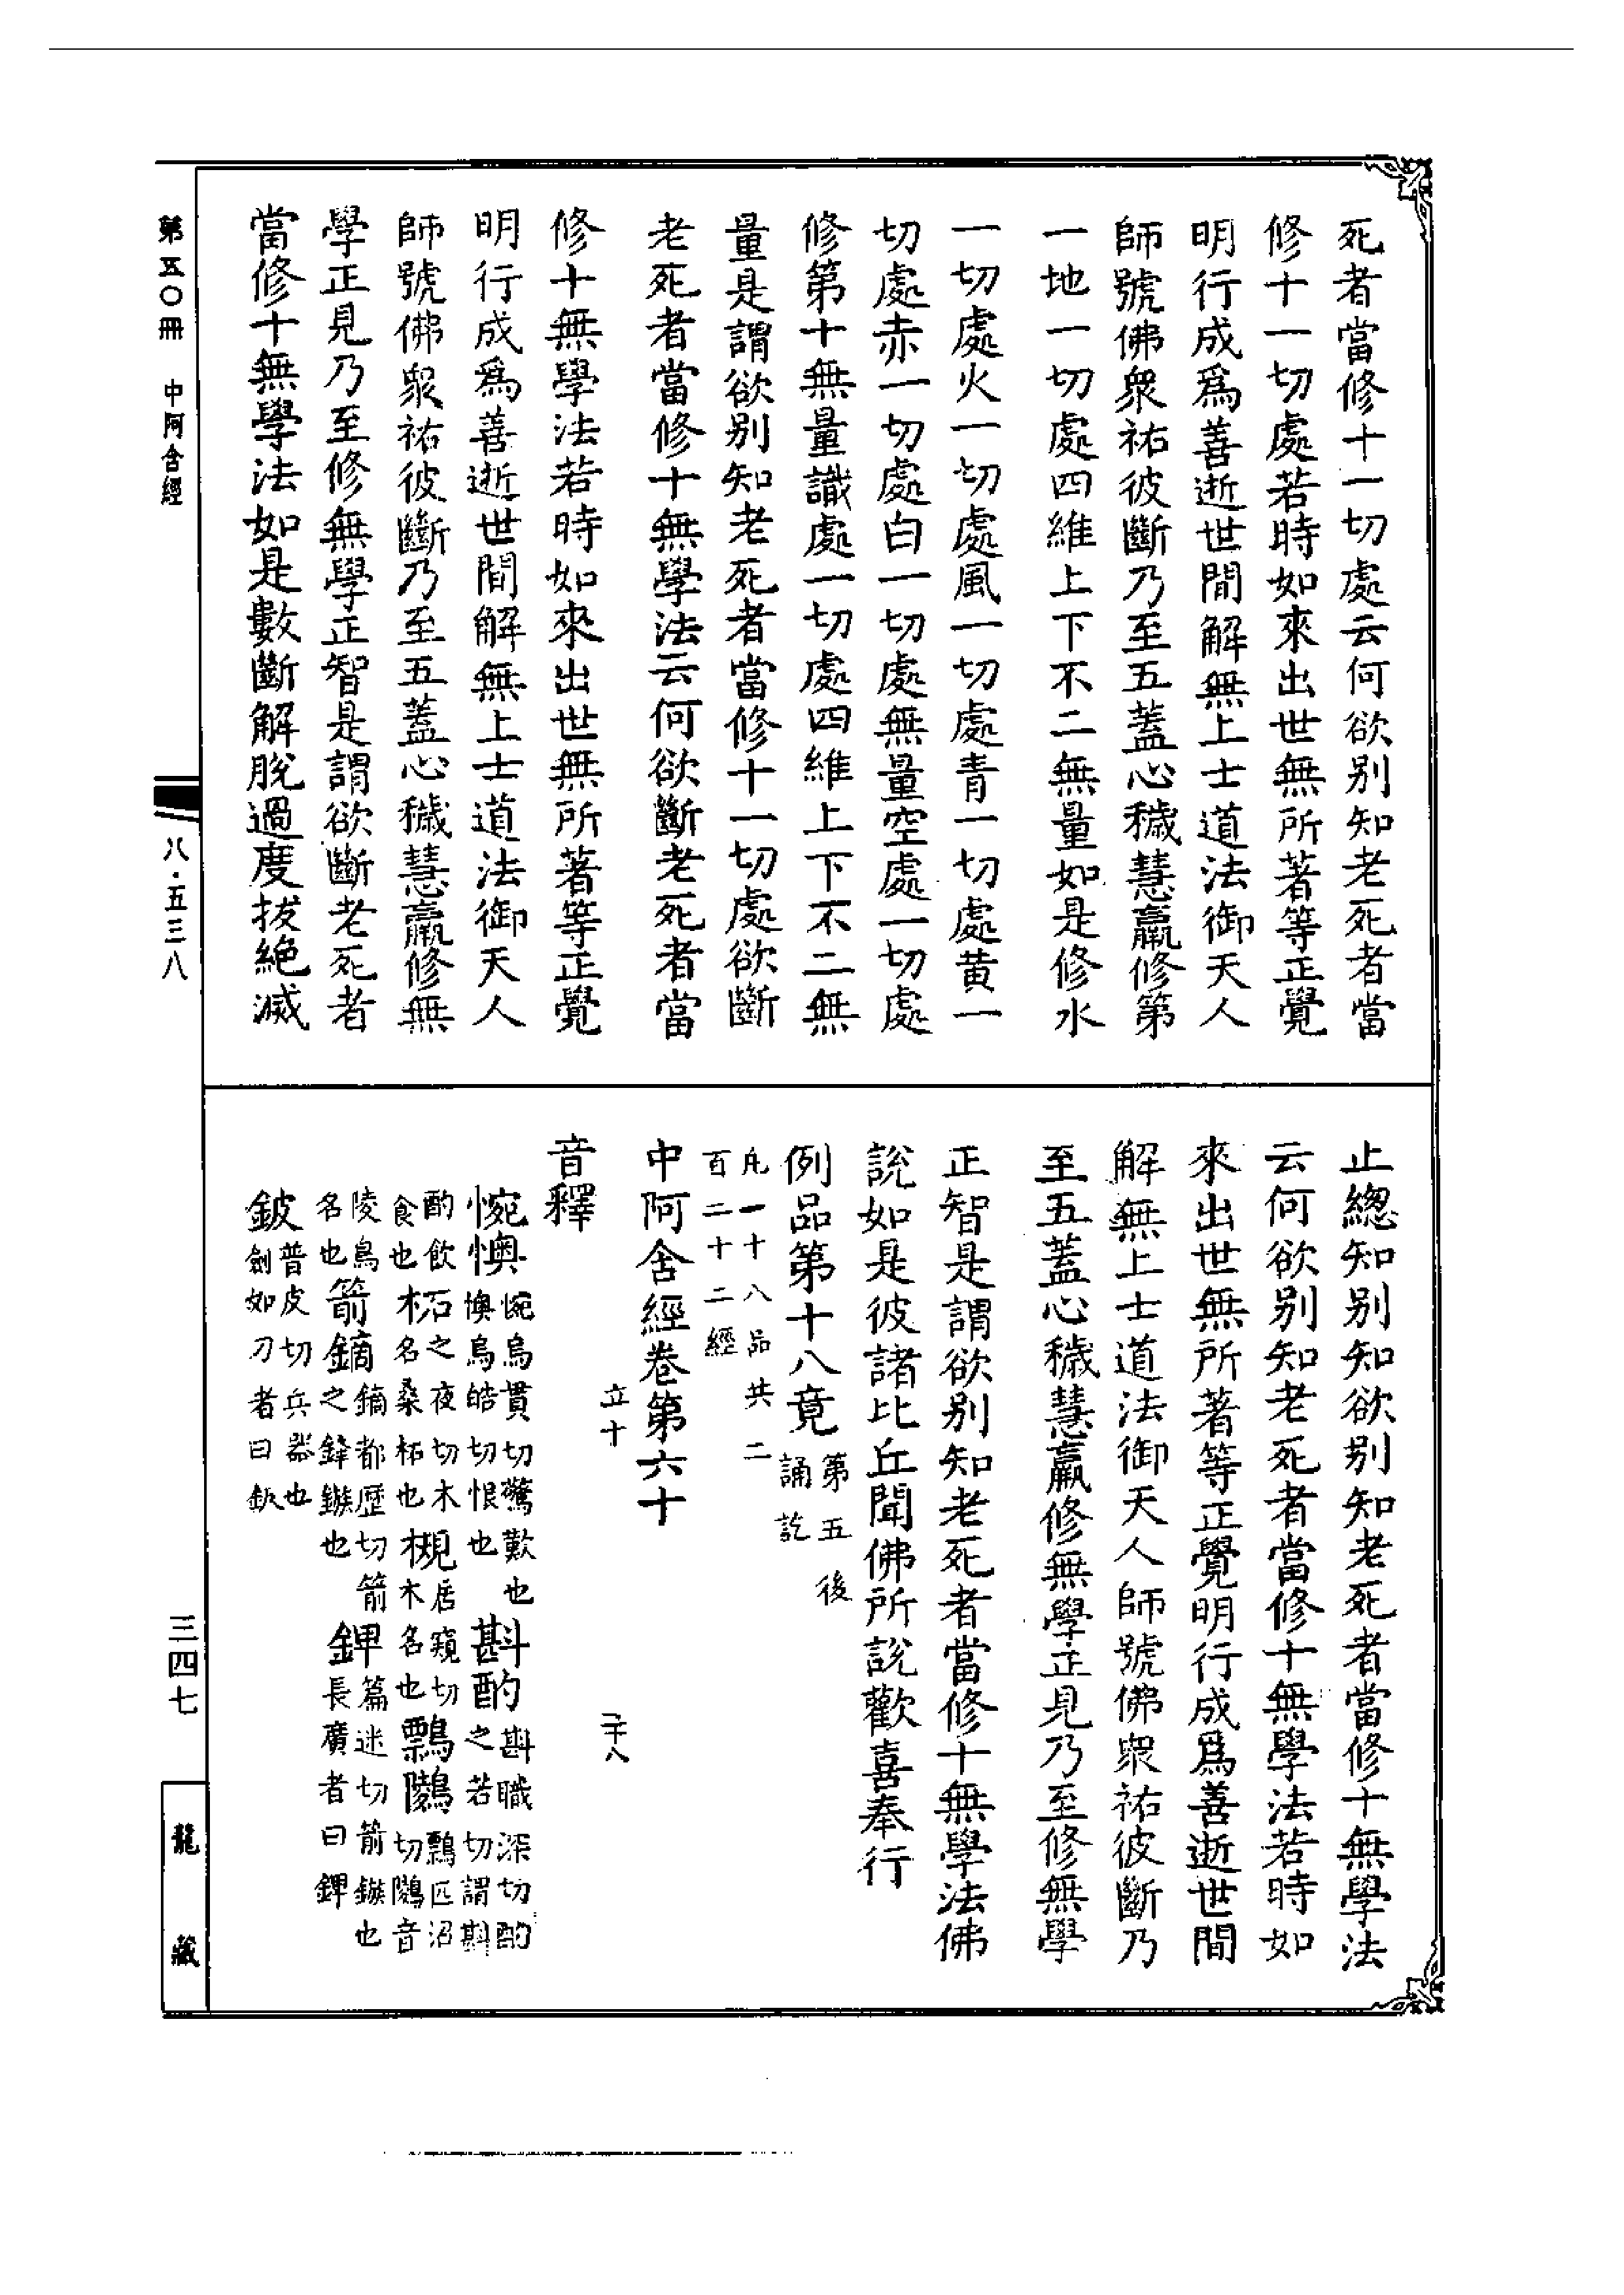 死者當修十一切處云何欲別知老死者當
修十一切處若時如來出世無所著等正覺
明行成爲善逝世間解無上士道法御天人
師號佛衆祐彼斷乃至五蓋心穢慧羸修第
一地一切處四維上下不二無量如是修水
一切處火一切處風一切處青一切處黄一
切處赤一切處白一切處無量空處一切處
修第十無量識處一切處四維上下不二無
量是謂欲別知老死者當修十一切處欲斷
老死者當修十無學法云何欲斷老死者當
修十無學法若時如來出世無所著等正覺
明行成爲善逝世間解無上士道法御天人
師號佛衆祐彼斷乃至五蓋心穢慧羸修無
學正見乃至修無學正智是謂欲斷老死者
當修十無學法如是數斷解脫過度拔絶滅
止總知別知欲別知老死者當修十無學法
云何欲別知老死者當修十無學法若時如
來出世無所著等正覺明行成爲善逝世間
解無上士道法御天人師號佛衆祐彼斷乃
至五蓋心穢慧羸修無學正見乃至修無學
正智是謂欲別知老死者當修十無學法佛
說如是彼諸比丘聞佛所說歡喜奉行
例品第十八竟第五後誦訖
凡一十八品共二
百二十二經
中阿含經卷第六十
立十 二十八
音釋
惋懊惋烏貫切驚歎也懊烏皓切恨也斟酌斟職深切酌之若切謂斟
酌飲食也柘之夜切木名桑柘也槻居窺切木名也鸚鷎鸚匹沼切鷎音
陵鳥名也箭鏑鏑都歷切箭之鋒鏃也錍篇迷切箭鏃也長廣者曰錍
鈹普皮切兵器也劍如刀者曰鈹
第五〇冊 中阿含經
八·五三八
三四七
龍藏